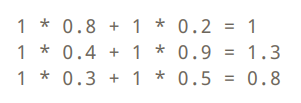 1 * 0.8 + 1 * 0.2 = 1
1 * 0.4 + 1 * 0.9 = 1.3
1 * 0.3 + 1 * 0.5 = 0.8